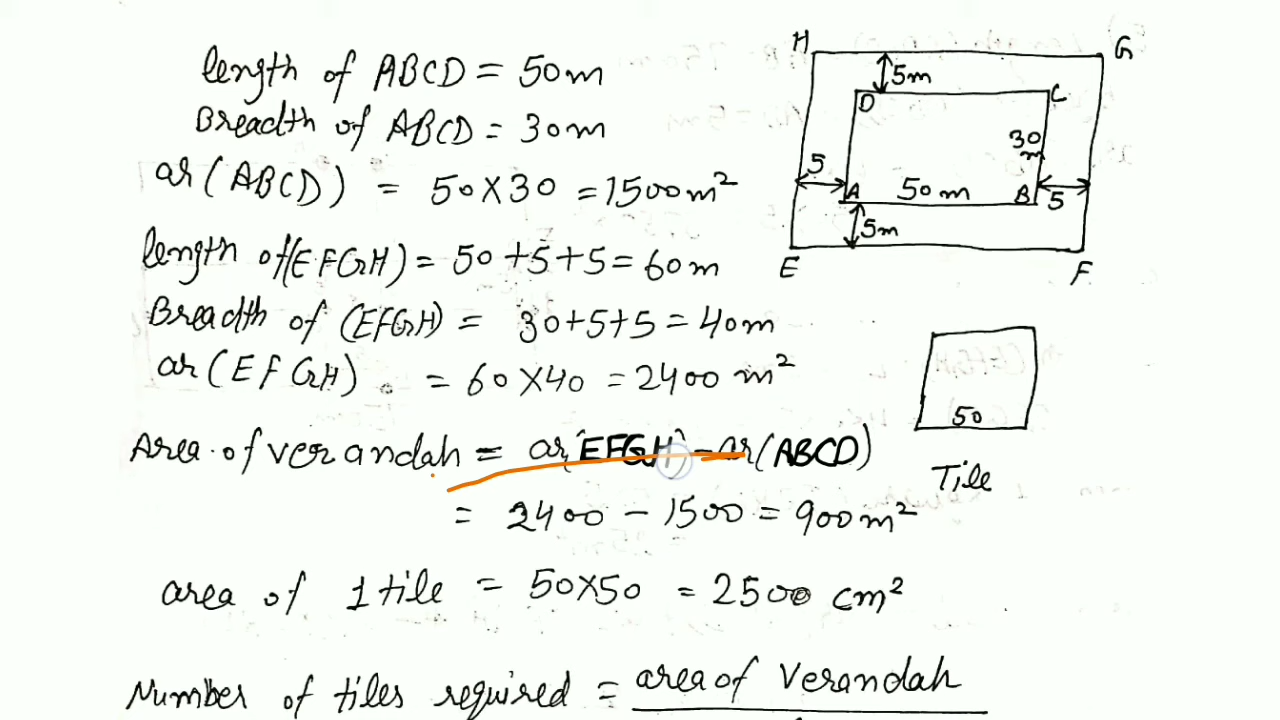 length of ABCD = 50m
Breadth of ABCD = 30m
ar(ABCD) = 50×30 = 1500m²
length of(EFGH) = 50+5+5 = 60m
Breadth of (EFGH) = 30+5+5 = 40m
ar(EFGH) = 60×40 = 2400 m²
Area of verandah = ar(EFGH) - ar(ABCD)
= 2400 - 1500 = 900m²
area of 1 tile = 50×50 = 2500 cm²
Number of tiles required = area of Verandah
H G
5m
D C
30
m
5
A 50 m B 5
5m
E F
50
Tile